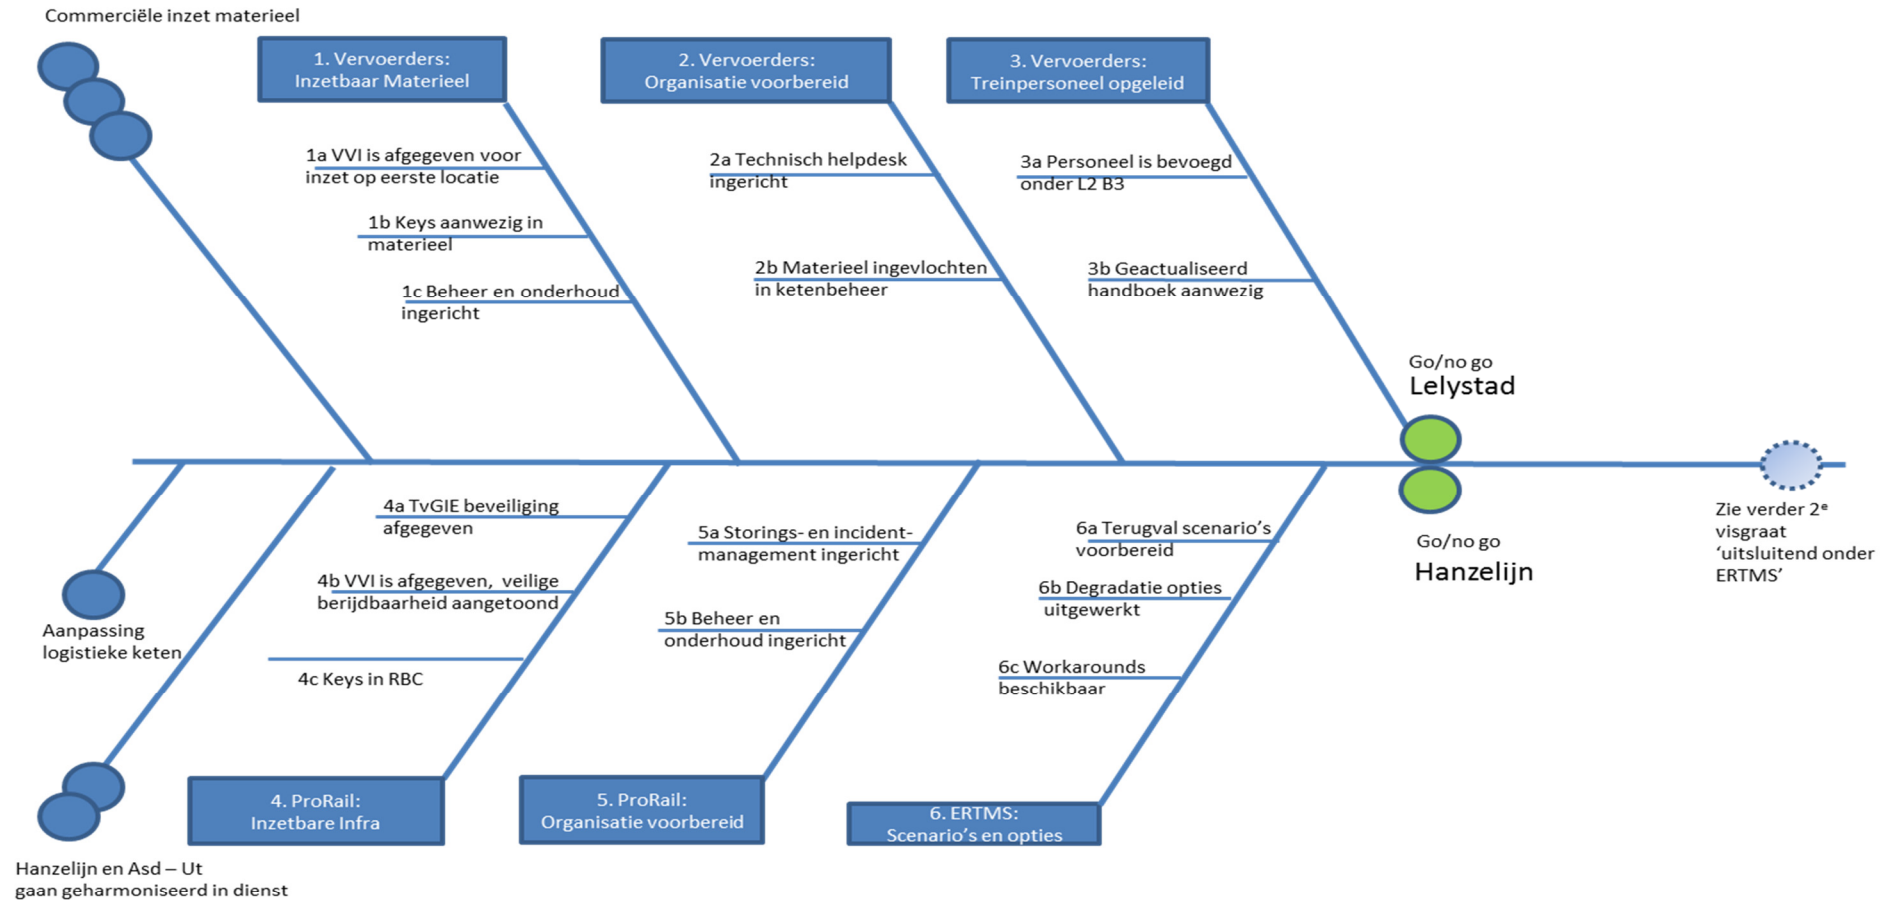 Commerciële inzet materieel
1. Vervoerders:
Inzetbaar Materieel
2. Vervoerders:
Organisatie voorbereid
3. Vervoerders:
Treinpersoneel opgeleid
1a VVI is afgegeven voor
inzet op eerste locatie
1b Keys aanwezig in
materieel
1c Beheer en onderhoud
ingericht
2a Technisch helpdesk
ingericht
2b Materieel ingevlochten
in ketenbeheer
3a Personeel is bevoegd
onder L2 B3
3b Geactualiseerd
handboek aanwezig
Go/no go
Lelystad
Go/no go
Hanzelijn
Zie verder 2e
visgraat
‘uitsluitend onder
ERTMS’
4a TvGIE beveiliging
afgegeven
4b VVI is afgegeven, veilige
berijdbaarheid aangetoond
4c Keys in RBC
5a Storings- en incident-
management ingericht
5b Beheer en
onderhoud ingericht
6a Terugval scenario’s
voorbereid
6b Degradatie opties
uitgewerkt
6c Workarounds
beschikbaar
Aanpassing
logistieke keten
4. ProRail:
Inzetbare Infra
5. ProRail:
Organisatie voorbereid
6. ERTMS:
Scenario’s en opties
Hanzelijn en Asd – Ut
gaan geharmoniseerd in dienst